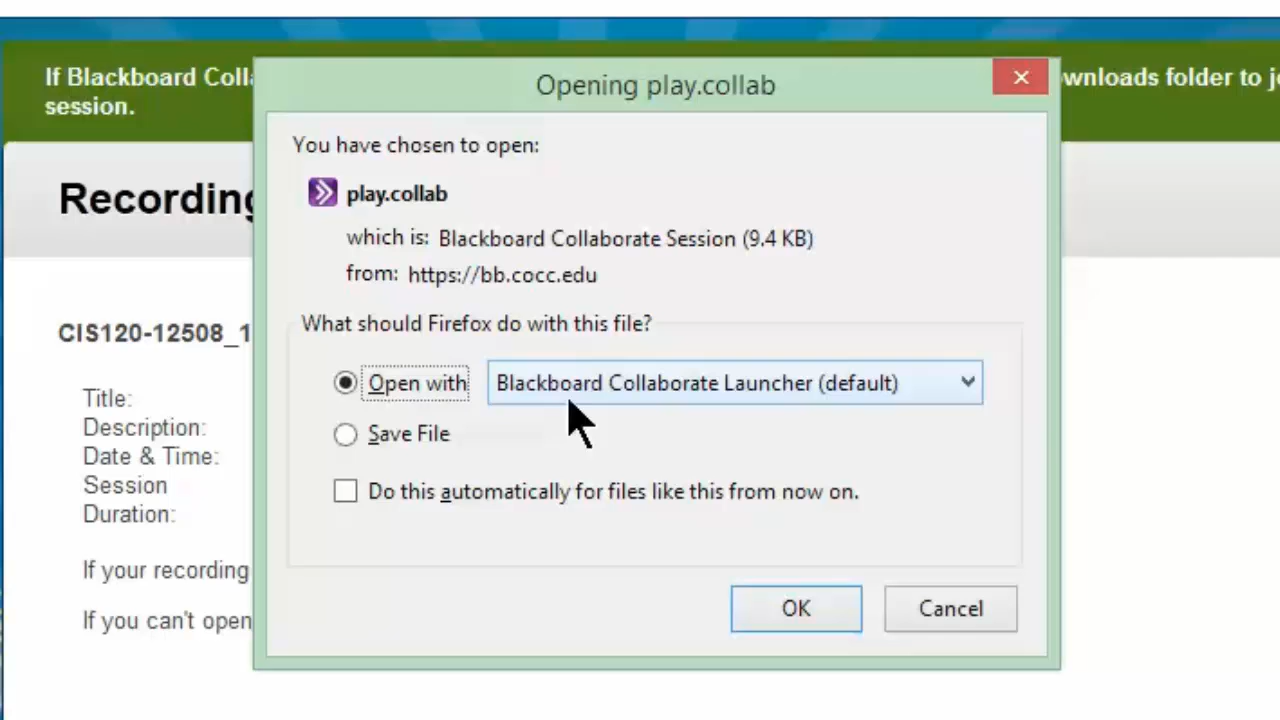 If Blackboard Colla
wnloads folder to j
session.
Opening play.collab
You have chosen to open:
play.collab
which is: Blackboard Collaborate Session (9.4 KB)
from: https://bb.cocc.edu
Recording
What should Firefox do with this file?
CIS120-12508_1
Open with Blackboard Collaborate Launcher (default)
Save File
Do this automatically for files like this from now on.
Title:
Description:
Date & Time:
Session
Duration:
If your recording
If you can't open
OK Cancel